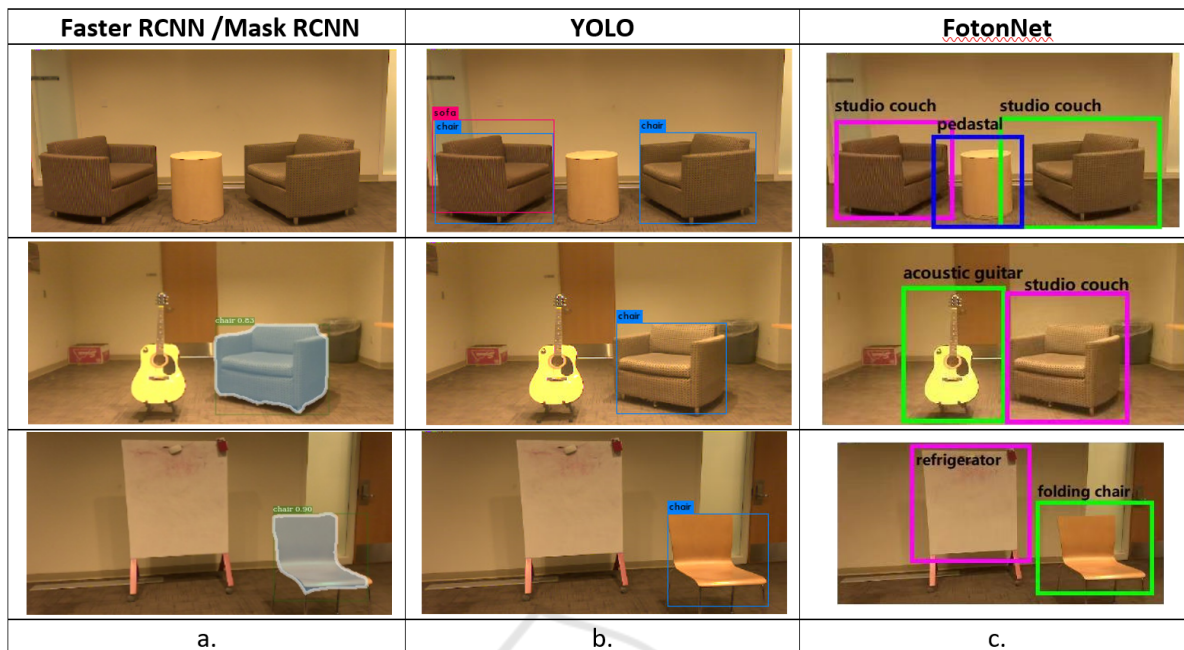 Faster RCNN /Mask RCNN
YOLO
FotonNet
sofa
chair
chair
studio couch
studio couch
pedastal
chair 0.83
chair
acoustic guitar
studio couch
chair 0.90
chair
refrigerator
folding chair
a.
b.
c.